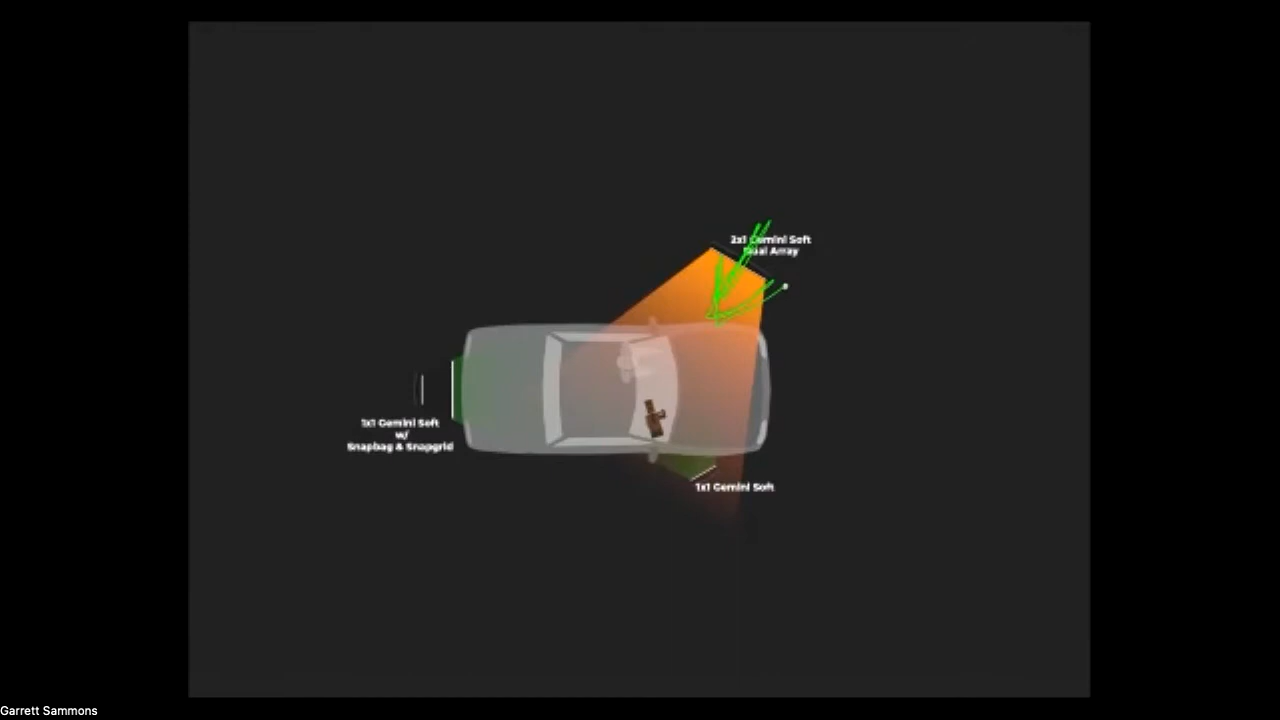 2x1 Gemini Soft
Dual Array
1x1 Gemini Soft
w/
Snapbag & Snapgrid
1x1 Gemini Soft
Garrett Sammons